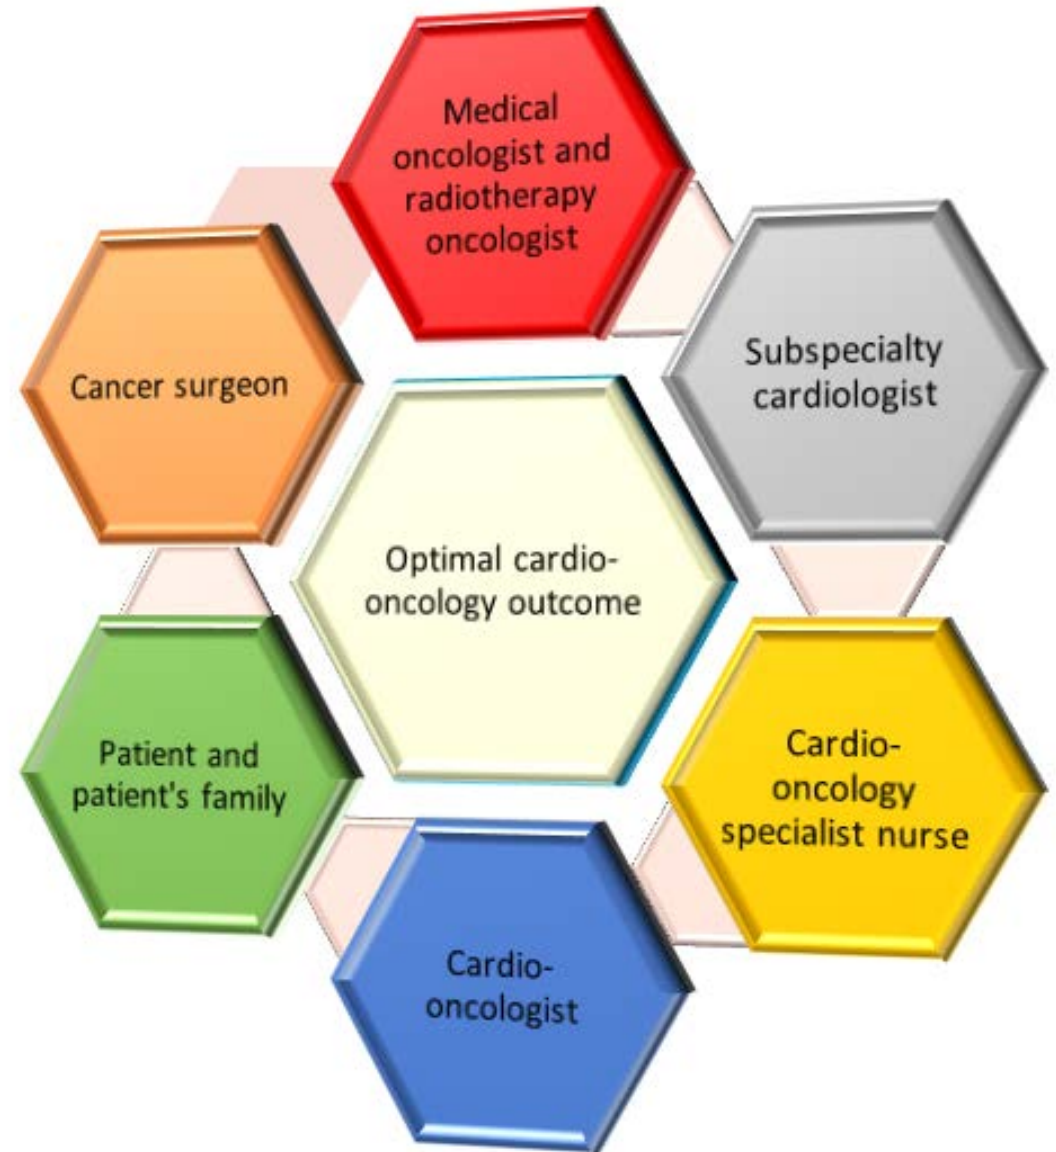 Medical
oncologist and
radiotherapy
oncologist
Subspecialty
cardiologist
Cancer surgeon
Optimal cardio-
oncology outcome
Patient and
patient's family
Cardio-
oncology
specialist nurse
Cardio-
oncologist